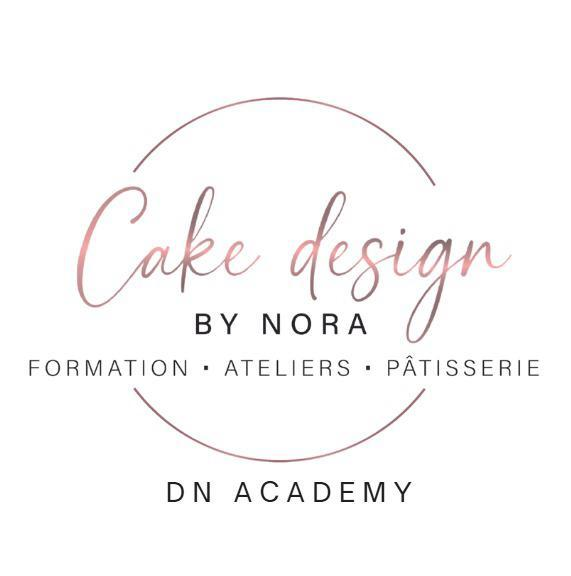 Cake design
BY NORA
FORMATION · ATELIERS · PÂTISSERIE
DN ACADEMY